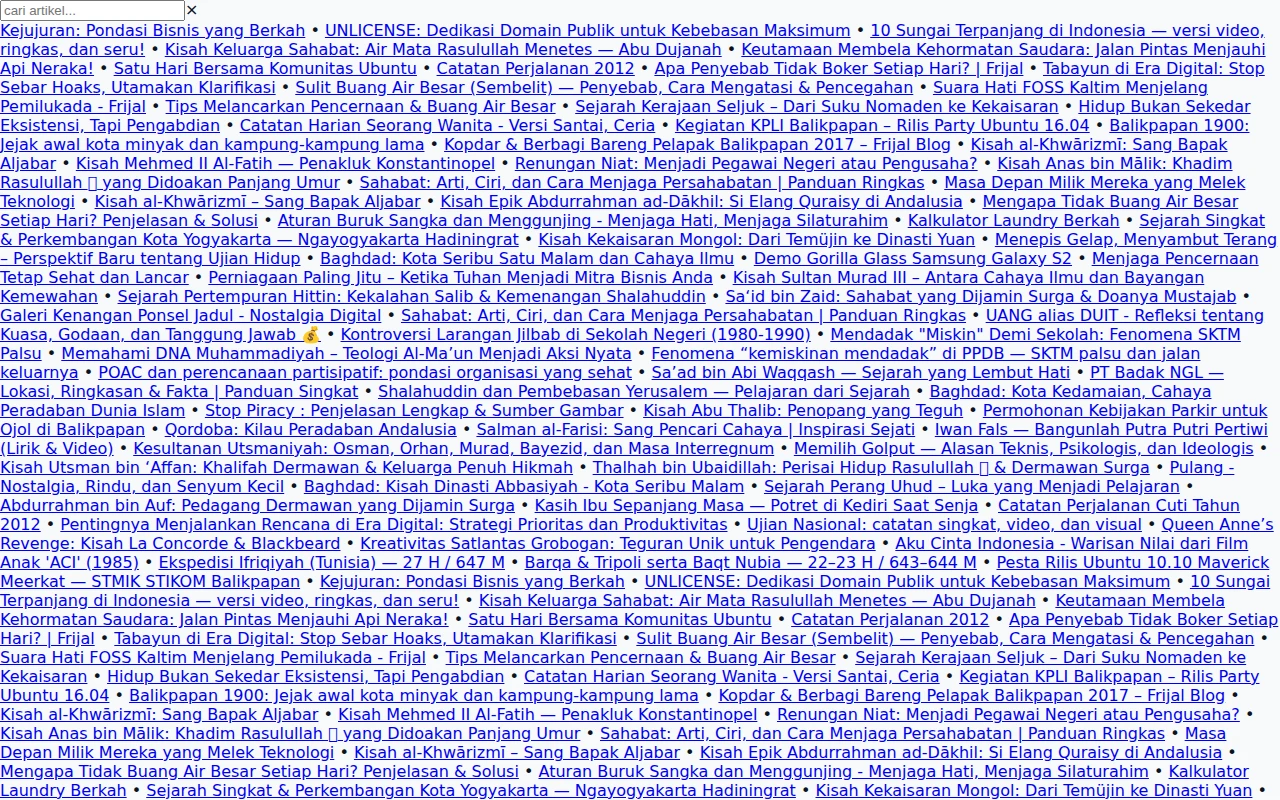 cari artikel... ✕
Kejujuran: Pondasi Bisnis yang Berkah • UNLICENSE: Dedikasi Domain Publik untuk Kebebasan Maksimum • 10 Sungai Terpanjang di Indonesia — versi video,
ringkas, dan seru! • Kisah Keluarga Sahabat: Air Mata Rasulullah Menetes — Abu Dujanah • Keutamaan Membela Kehormatan Saudara: Jalan Pintas Menjauhi
Api Neraka! • Satu Hari Bersama Komunitas Ubuntu • Catatan Perjalanan 2012 • Apa Penyebab Tidak Boker Setiap Hari? | Frijal • Tabayun di Era Digital: Stop
Sebar Hoaks, Utamakan Klarifikasi • Sulit Buang Air Besar (Sembelit) — Penyebab, Cara Mengatasi & Pencegahan • Suara Hati FOSS Kaltim Menjelang
Pemilukada - Frijal • Tips Melancarkan Pencernaan & Buang Air Besar • Sejarah Kerajaan Seljuk – Dari Suku Nomaden ke Kekaisaran • Hidup Bukan Sekedar
Eksistensi, Tapi Pengabdian • Catatan Harian Seorang Wanita - Versi Santai, Ceria • Kegiatan KPLI Balikpapan – Rilis Party Ubuntu 16.04 • Balikpapan 1900:
Jejak awal kota minyak dan kampung-kampung lama • Kopdar & Berbagi Bareng Pelapak Balikpapan 2017 – Frijal Blog • Kisah al-Khwārizmī: Sang Bapak
Aljabar • Kisah Mehmed II Al-Fatih — Penakluk Konstantinopel • Renungan Niat: Menjadi Pegawai Negeri atau Pengusaha? • Kisah Anas bin Mālik: Khadim
Rasulullah yang Didoakan Panjang Umur • Sahabat: Arti, Ciri, dan Cara Menjaga Persahabatan | Panduan Ringkas • Masa Depan Milik Mereka yang Melek
Teknologi • Kisah al-Khwārizmī – Sang Bapak Aljabar • Kisah Epik Abdurrahman ad-Dākhil: Si Elang Quraisy di Andalusia • Mengapa Tidak Buang Air Besar
Setiap Hari? Penjelasan & Solusi • Aturan Buruk Sangka dan Menggunjing - Menjaga Hati, Menjaga Silaturahim • Kalkulator Laundry Berkah • Sejarah Singkat
& Perkembangan Kota Yogyakarta — Ngayogyakarta Hadiningrat • Kisah Kekaisaran Mongol: Dari Temüjin ke Dinasti Yuan • Menepis Gelap, Menyambut Terang
– Perspektif Baru tentang Ujian Hidup • Baghdad: Kota Seribu Satu Malam dan Cahaya Ilmu • Demo Gorilla Glass Samsung Galaxy S2 • Menjaga Pencernaan
Tetap Sehat dan Lancar • Perniagaan Paling Jitu – Ketika Tuhan Menjadi Mitra Bisnis Anda • Kisah Sultan Murad III – Antara Cahaya Ilmu dan Bayangan
Kemewahan • Sejarah Pertempuran Hittin: Kekalahan Salib & Kemenangan Shalahuddin • Sa‘id bin Zaid: Sahabat yang Dijamin Surga & Doanya Mustajab •
Galeri Kenangan Ponsel Jadul - Nostalgia Digital • Sahabat: Arti, Ciri, dan Cara Menjaga Persahabatan | Panduan Ringkas • UANG alias DUIT - Refleksi tentang
Kuasa, Godaan, dan Tanggung Jawab 💰 • Kontroversi Larangan Jilbab di Sekolah Negeri (1980-1990) • Mendadak "Miskin" Demi Sekolah: Fenomena SKTM
Palsu • Memahami DNA Muhammadiyah – Teologi Al-Ma’un Menjadi Aksi Nyata • Fenomena “kemiskinan mendadak” di PPDB — SKTM palsu dan jalan
keluarnya • POAC dan perencanaan partisipatif: pondasi organisasi yang sehat • Sa’ad bin Abi Waqqash — Sejarah yang Lembut Hati • PT Badak NGL —
Lokasi, Ringkasan & Fakta | Panduan Singkat • Shalahuddin dan Pembebasan Yerusalem — Pelajaran dari Sejarah • Baghdad: Kota Kedamaian, Cahaya
Peradaban Dunia Islam • Stop Piracy : Penjelasan Lengkap & Sumber Gambar • Kisah Abu Thalib: Penopang yang Teguh • Permohonan Kebijakan Parkir untuk
Ojol di Balikpapan • Qordoba: Kilau Peradaban Andalusia • Salman al-Farisi: Sang Pencari Cahaya | Inspirasi Sejati • Iwan Fals — Bangunlah Putra Putri Pertiwi
(Lirik & Video) • Kesultanan Utsmaniyah: Osman, Orhan, Murad, Bayezid, dan Masa Interregnum • Memilih Golput — Alasan Teknis, Psikologis, dan Ideologis •
Kisah Utsman bin ‘Affan: Khalifah Dermawan & Keluarga Penuh Hikmah • Thalhah bin Ubaidillah: Perisai Hidup Rasulullah & Dermawan Surga • Pulang -
Nostalgia, Rindu, dan Senyum Kecil • Baghdad: Kisah Dinasti Abbasiyah - Kota Seribu Malam • Sejarah Perang Uhud – Luka yang Menjadi Pelajaran •
Abdurrahman bin Auf: Pedagang Dermawan yang Dijamin Surga • Kasih Ibu Sepanjang Masa — Potret di Kediri Saat Senja • Catatan Perjalanan Cuti Tahun
2012 • Pentingnya Menjalankan Rencana di Era Digital: Strategi Prioritas dan Produktivitas • Ujian Nasional: catatan singkat, video, dan visual • Queen Anne’s
Revenge: Kisah La Concorde & Blackbeard • Kreativitas Satlantas Grobogan: Teguran Unik untuk Pengendara • Aku Cinta Indonesia - Warisan Nilai dari Film
Anak 'ACI' (1985) • Ekspedisi Ifriqiyah (Tunisia) — 27 H / 647 M • Barqa & Tripoli serta Baqt Nubia — 22–23 H / 643–644 M • Pesta Rilis Ubuntu 10.10 Maverick
Meerkat — STMIK STIKOM Balikpapan • Kejujuran: Pondasi Bisnis yang Berkah • UNLICENSE: Dedikasi Domain Publik untuk Kebebasan Maksimum • 10 Sungai
Terpanjang di Indonesia — versi video, ringkas, dan seru! • Kisah Keluarga Sahabat: Air Mata Rasulullah Menetes — Abu Dujanah • Keutamaan Membela
Kehormatan Saudara: Jalan Pintas Menjauhi Api Neraka! • Satu Hari Bersama Komunitas Ubuntu • Catatan Perjalanan 2012 • Apa Penyebab Tidak Boker Setiap
Hari? | Frijal • Tabayun di Era Digital: Stop Sebar Hoaks, Utamakan Klarifikasi • Sulit Buang Air Besar (Sembelit) — Penyebab, Cara Mengatasi & Pencegahan •
Suara Hati FOSS Kaltim Menjelang Pemilukada - Frijal • Tips Melancarkan Pencernaan & Buang Air Besar • Sejarah Kerajaan Seljuk – Dari Suku Nomaden ke
Kekaisaran • Hidup Bukan Sekedar Eksistensi, Tapi Pengabdian • Catatan Harian Seorang Wanita - Versi Santai, Ceria • Kegiatan KPLI Balikpapan – Rilis Party
Ubuntu 16.04 • Balikpapan 1900: Jejak awal kota minyak dan kampung-kampung lama • Kopdar & Berbagi Bareng Pelapak Balikpapan 2017 – Frijal Blog •
Kisah al-Khwārizmī: Sang Bapak Aljabar • Kisah Mehmed II Al-Fatih — Penakluk Konstantinopel • Renungan Niat: Menjadi Pegawai Negeri atau Pengusaha? •
Kisah Anas bin Mālik: Khadim Rasulullah yang Didoakan Panjang Umur • Sahabat: Arti, Ciri, dan Cara Menjaga Persahabatan | Panduan Ringkas • Masa
Depan Milik Mereka yang Melek Teknologi • Kisah al-Khwārizmī – Sang Bapak Aljabar • Kisah Epik Abdurrahman ad-Dākhil: Si Elang Quraisy di Andalusia •
Mengapa Tidak Buang Air Besar Setiap Hari? Penjelasan & Solusi • Aturan Buruk Sangka dan Menggunjing - Menjaga Hati, Menjaga Silaturahim • Kalkulator
Laundry Berkah • Sejarah Singkat & Perkembangan Kota Yogyakarta — Ngayogyakarta Hadiningrat • Kisah Kekaisaran Mongol: Dari Temüjin ke Dinasti Yuan •